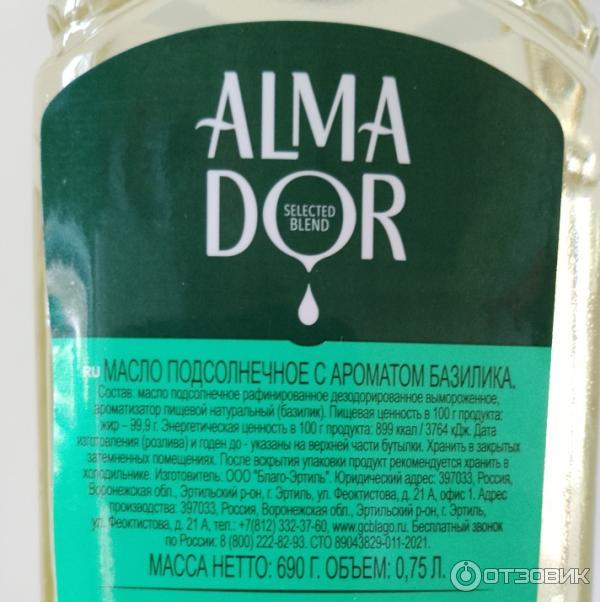 ALMA
DOR
SELECTED
BLEND
RU МАСЛО ПОДСОЛНЕЧНОЕ С АРОМАТОМ БАЗИЛИКА.
Состав: масло подсолнечное рафинированное дезодорированное вымороженное,
ароматизатор пищевой натуральный (базилик). Пищевая ценность в 100 г продукта:
жир – 99,9 г. Энергетическая ценность в 100 г продукта: 899 ккал / 3764 кДж. Дата
изготовления (розлива) и годен до - указаны на верхней части бутылки. Хранить в закрытых
затемненных помещениях. После вскрытия упаковки продукт рекомендуется хранить в
холодильнике. Изготовитель: ООО "Благо-Эртиль". Юридический адрес: 397033, Россия,
Воронежская обл., Эртильский р-он, г. Эртиль, ул. Феоктистова, д. 21 А, офис 1. Адрес
производства: 397033, Россия, Воронежская обл., Эртильский р-он, г. Эртиль,
ул. Феоктистова, д. 21 А, тел.: +7(812) 332-37-60, www.gcblago.ru. Бесплатный звонок
по России: 8 (800) 222-82-93. СТО 89043829-011-2021.
МАССА НЕТТО: 690 Г. ОБЪЕМ: 0,75 Л.
ОТЗОВИК